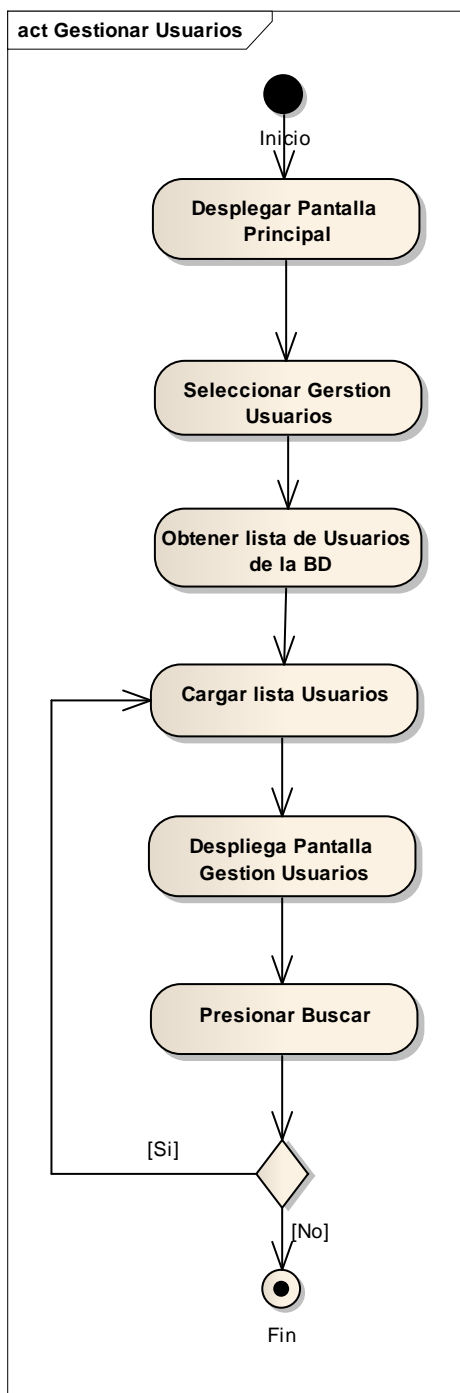 act Gestionar Usuarios
Inicio
Desplegar Pantalla
Principal
Seleccionar Gerstion
Usuarios
Obtener lista de Usuarios
de la BD
Cargar lista Usuarios
Despliega Pantalla
Gestion Usuarios
Presionar Buscar
[Si]
[No]
Fin